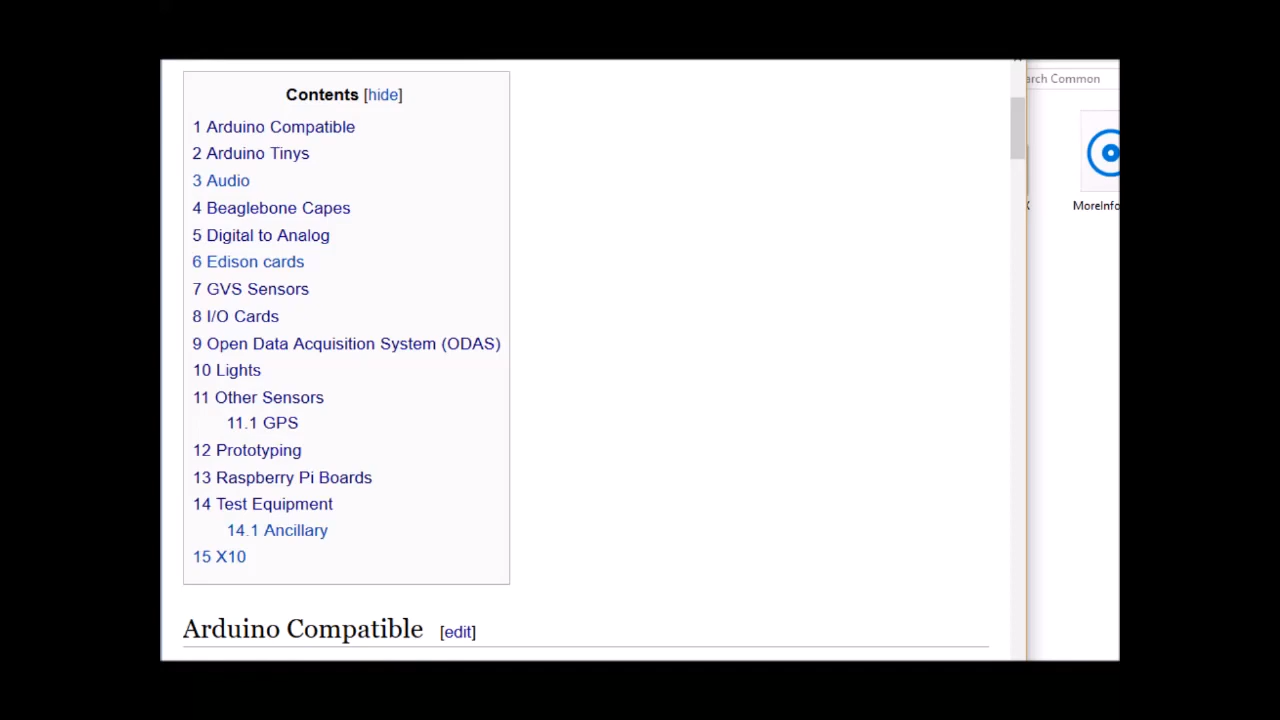 Contents [hide]
1 Arduino Compatible
2 Arduino Tinys
3 Audio
4 Beaglebone Capes
5 Digital to Analog
6 Edison cards
7 GVS Sensors
8 I/O Cards
9 Open Data Acquisition System (ODAS)
10 Lights
11 Other Sensors
11.1 GPS
12 Prototyping
13 Raspberry Pi Boards
14 Test Equipment
14.1 Ancillary
15 X10
Arduino Compatible [edit]
arch Common
MoreInfo